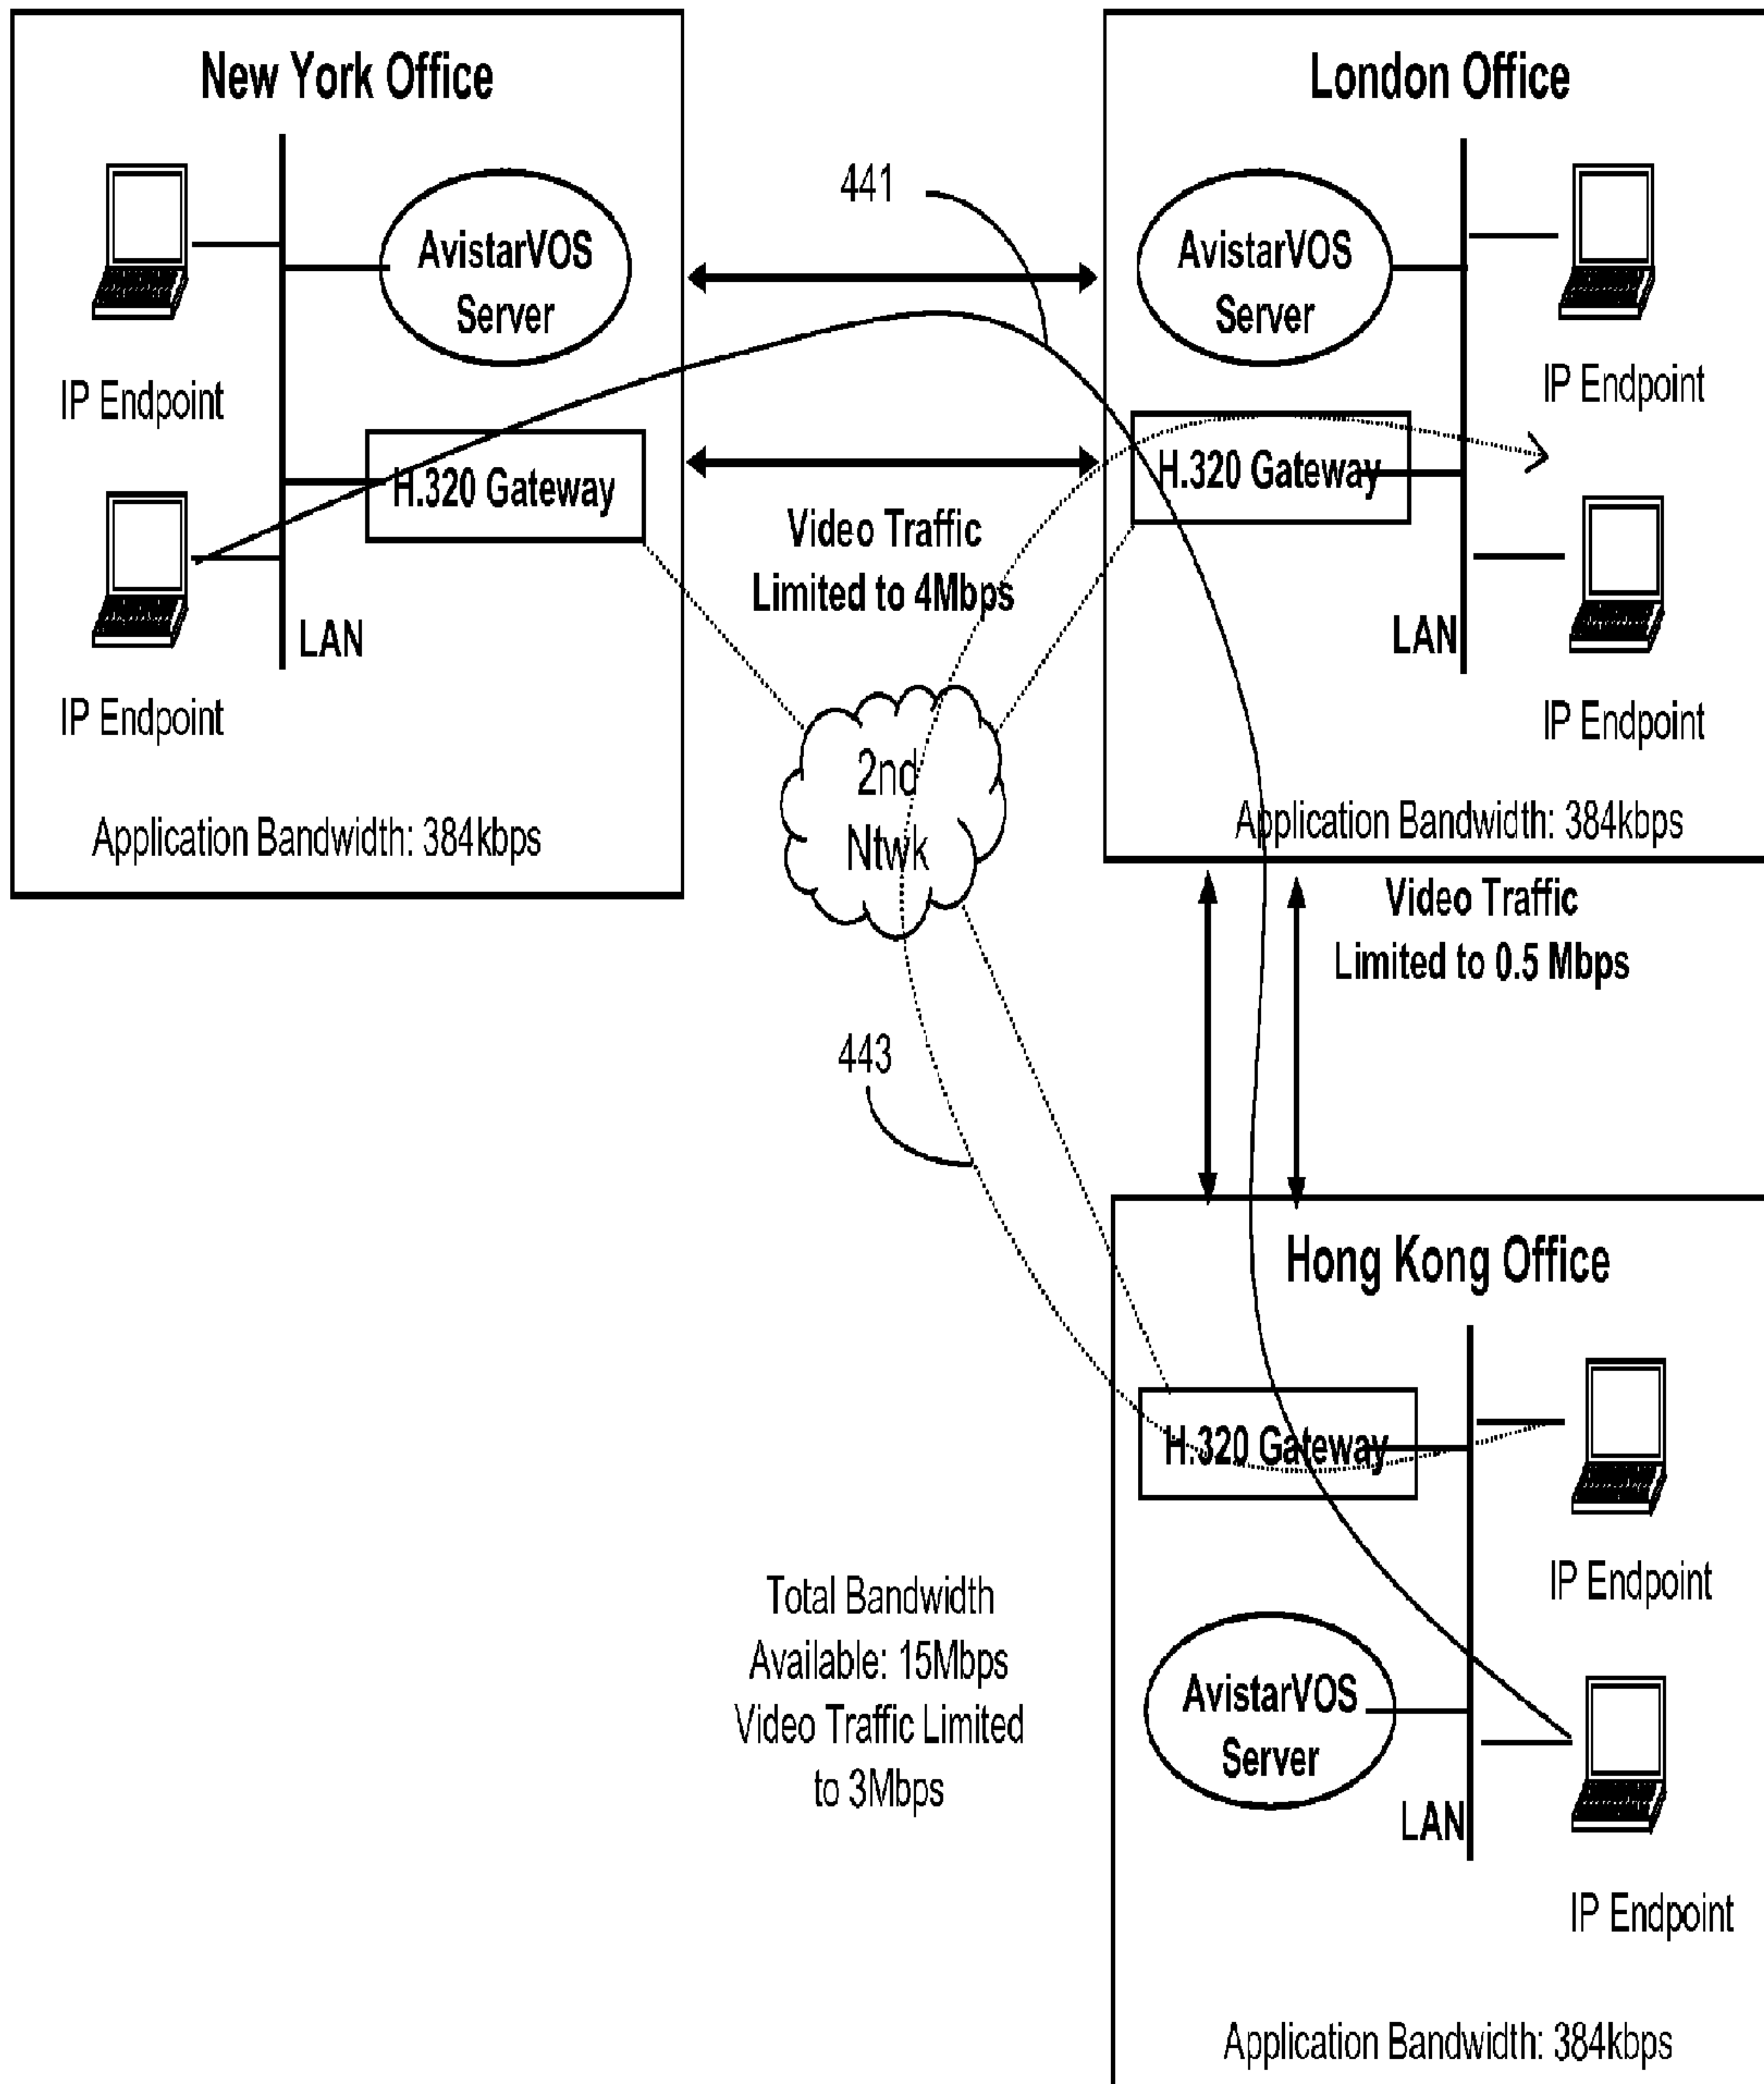 New York Office
AvistarVOS
Server
IP Endpoint
H.320 Gateway
LAN
IP Endpoint
Application Bandwidth: 384kbps
441
Video Traffic
Limited to 4Mbps
2nd
Ntwk
443
London Office
AvistarVOS
Server
IP Endpoint
H.320 Gateway
LAN
IP Endpoint
Application Bandwidth: 384kbps
Video Traffic
Limited to 0.5 Mbps
Hong Kong Office
H.320 Gateway
IP Endpoint
AvistarVOS
Server
LAN
IP Endpoint
Application Bandwidth: 384kbps
Total Bandwidth
Available: 15Mbps
Video Traffic Limited
to 3Mbps